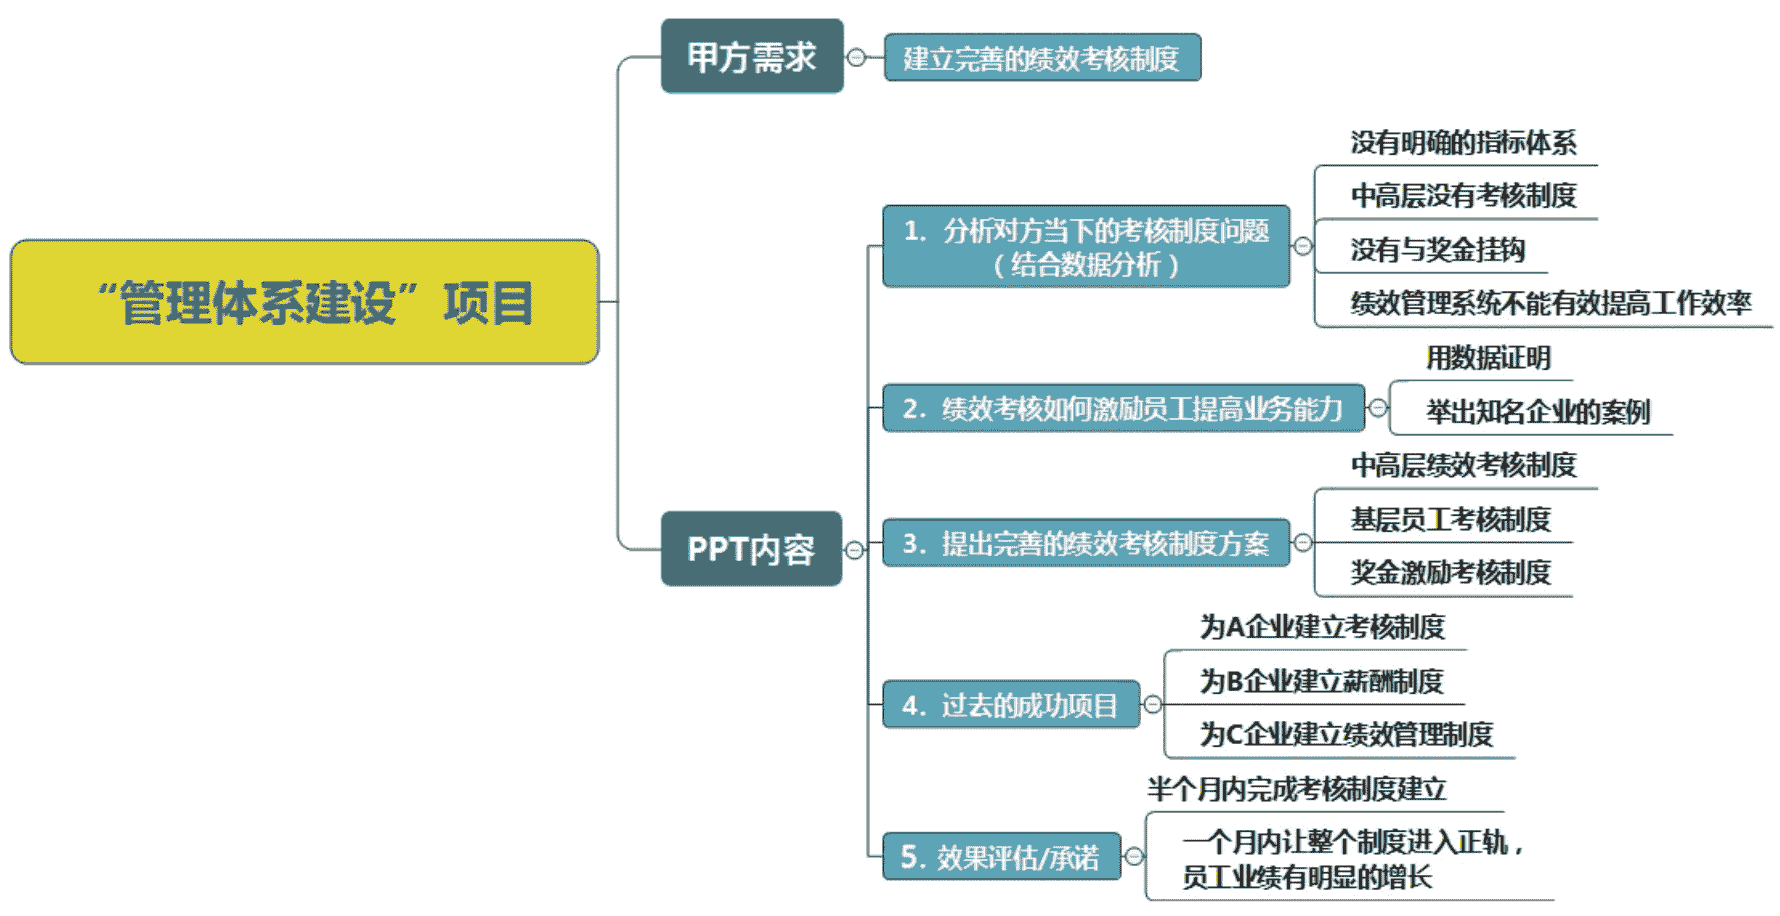 “管理体系建设”项目
甲方需求
建立完善的绩效考核制度
PPT内容
1. 分析对方当下的考核制度问题
（结合数据分析）
没有明确的指标体系
中高层没有考核制度
没有与奖金挂钩
绩效管理系统不能有效提高工作效率
2. 绩效考核如何激励员工提高业务能力
用数据证明
举出知名企业的案例
3. 提出完善的绩效考核制度方案
中高层绩效考核制度
基层员工考核制度
奖金激励考核制度
4. 过去的成功项目
为A企业建立考核制度
为B企业建立薪酬制度
为C企业建立绩效管理制度
5. 效果评估/承诺
半个月内完成考核制度建立
一个月内让整个制度进入正轨，
员工业绩有明显的增长